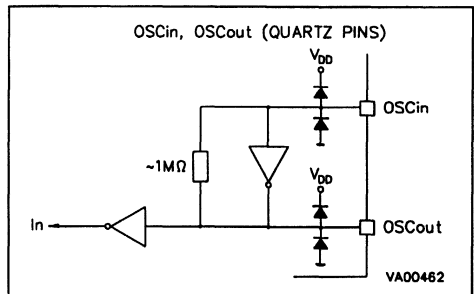 OSCin, OSCout (QUARTZ PINS)
VDD
OSCin
~1MΩ
VDD
In
OSCout
VA00462